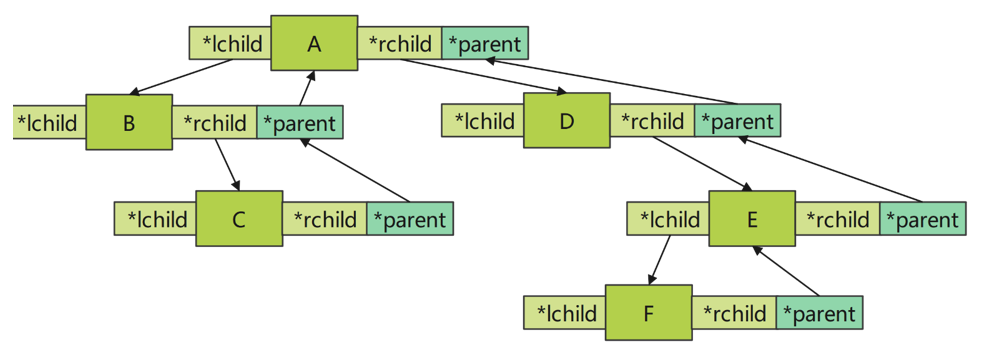 *lchild A *rchild *parent
*lchild B *rchild *parent *lchild D *rchild *parent
*lchild C *rchild *parent *lchild E *rchild *parent
*lchild F *rchild *parent